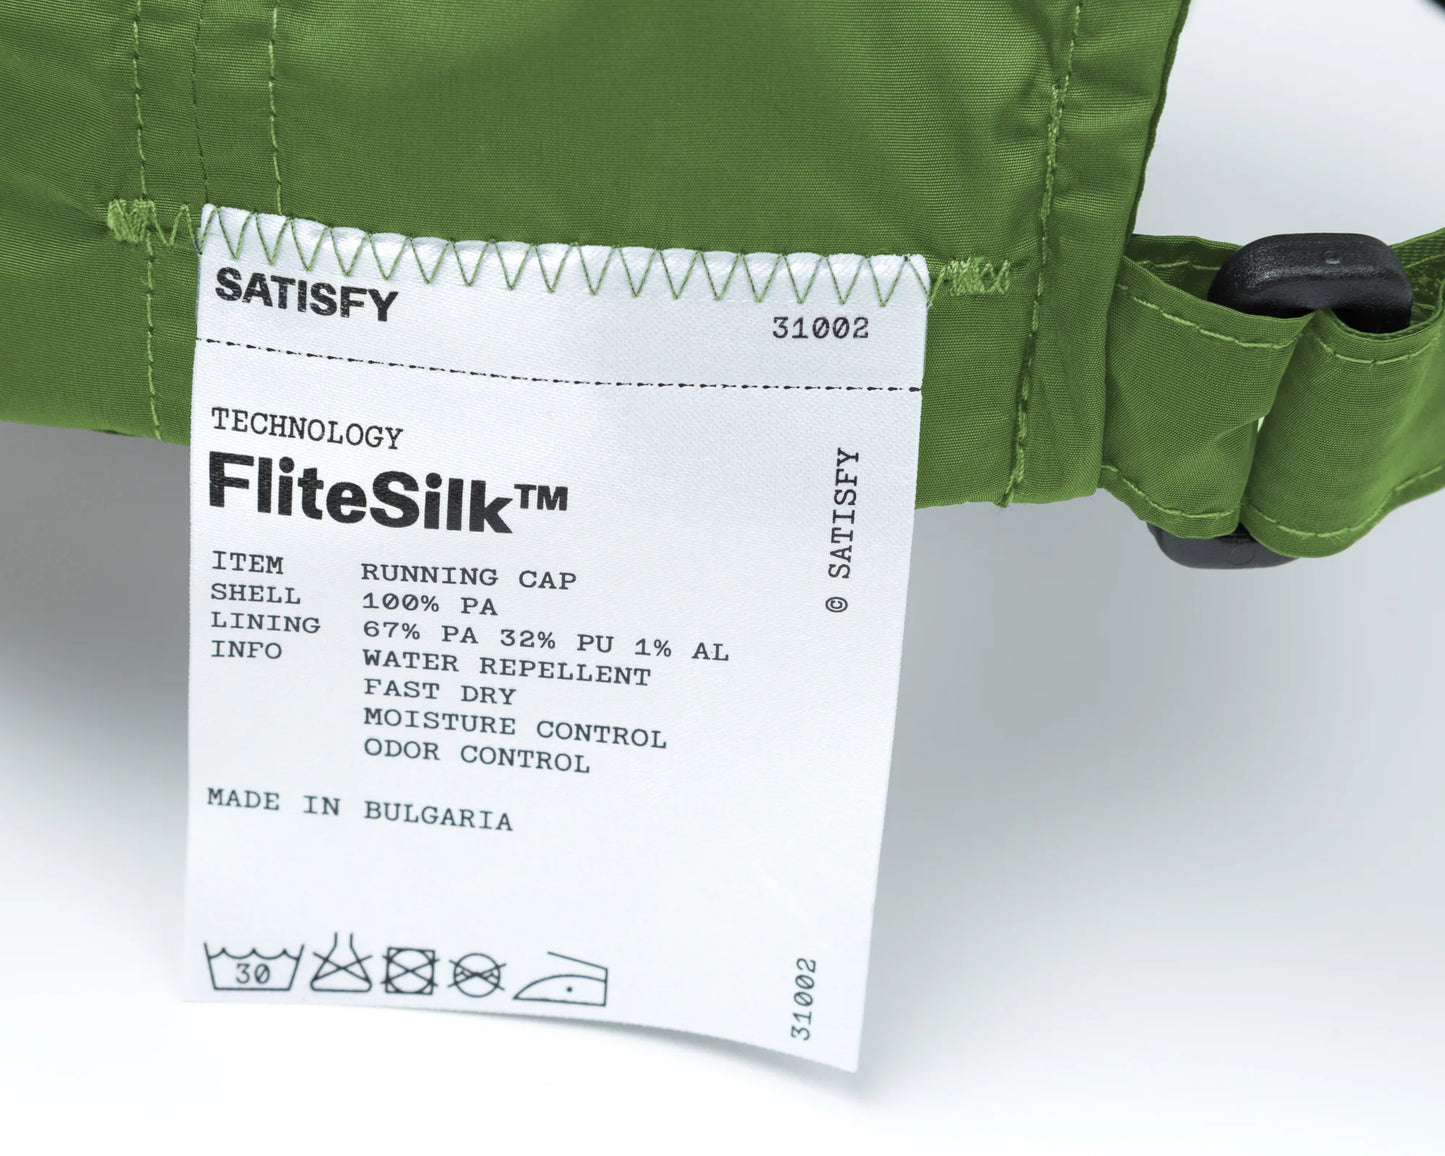 SATISFY
31002
TECHNOLOGY
FliteSilk™
ITEM RUNNING CAP
SHELL 100% PA
LINING 67% PA 32% PU 1% AL
INFO WATER REPELLENT
FAST DRY
MOISTURE CONTROL
ODOR CONTROL
MADE IN BULGARIA
30
© SATISFY
31002